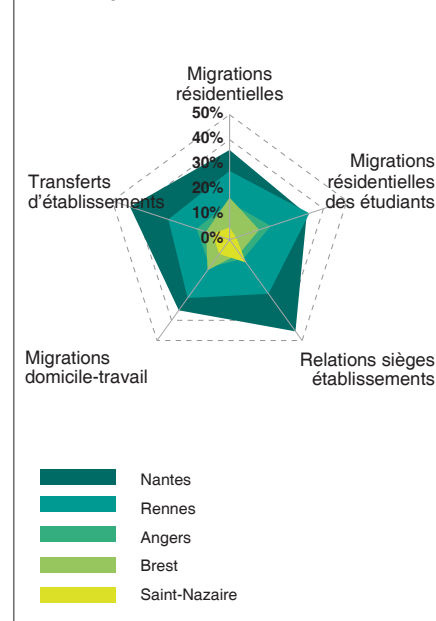 Migrations
résidentielles
50%
40%
30%
20%
10%
0%
Migrations
résidentielles
des étudiants
Transferts
d'établissements
Migrations
domicile-travail
Relations sièges
établissements
Nantes
Rennes
Angers
Brest
Saint-Nazaire